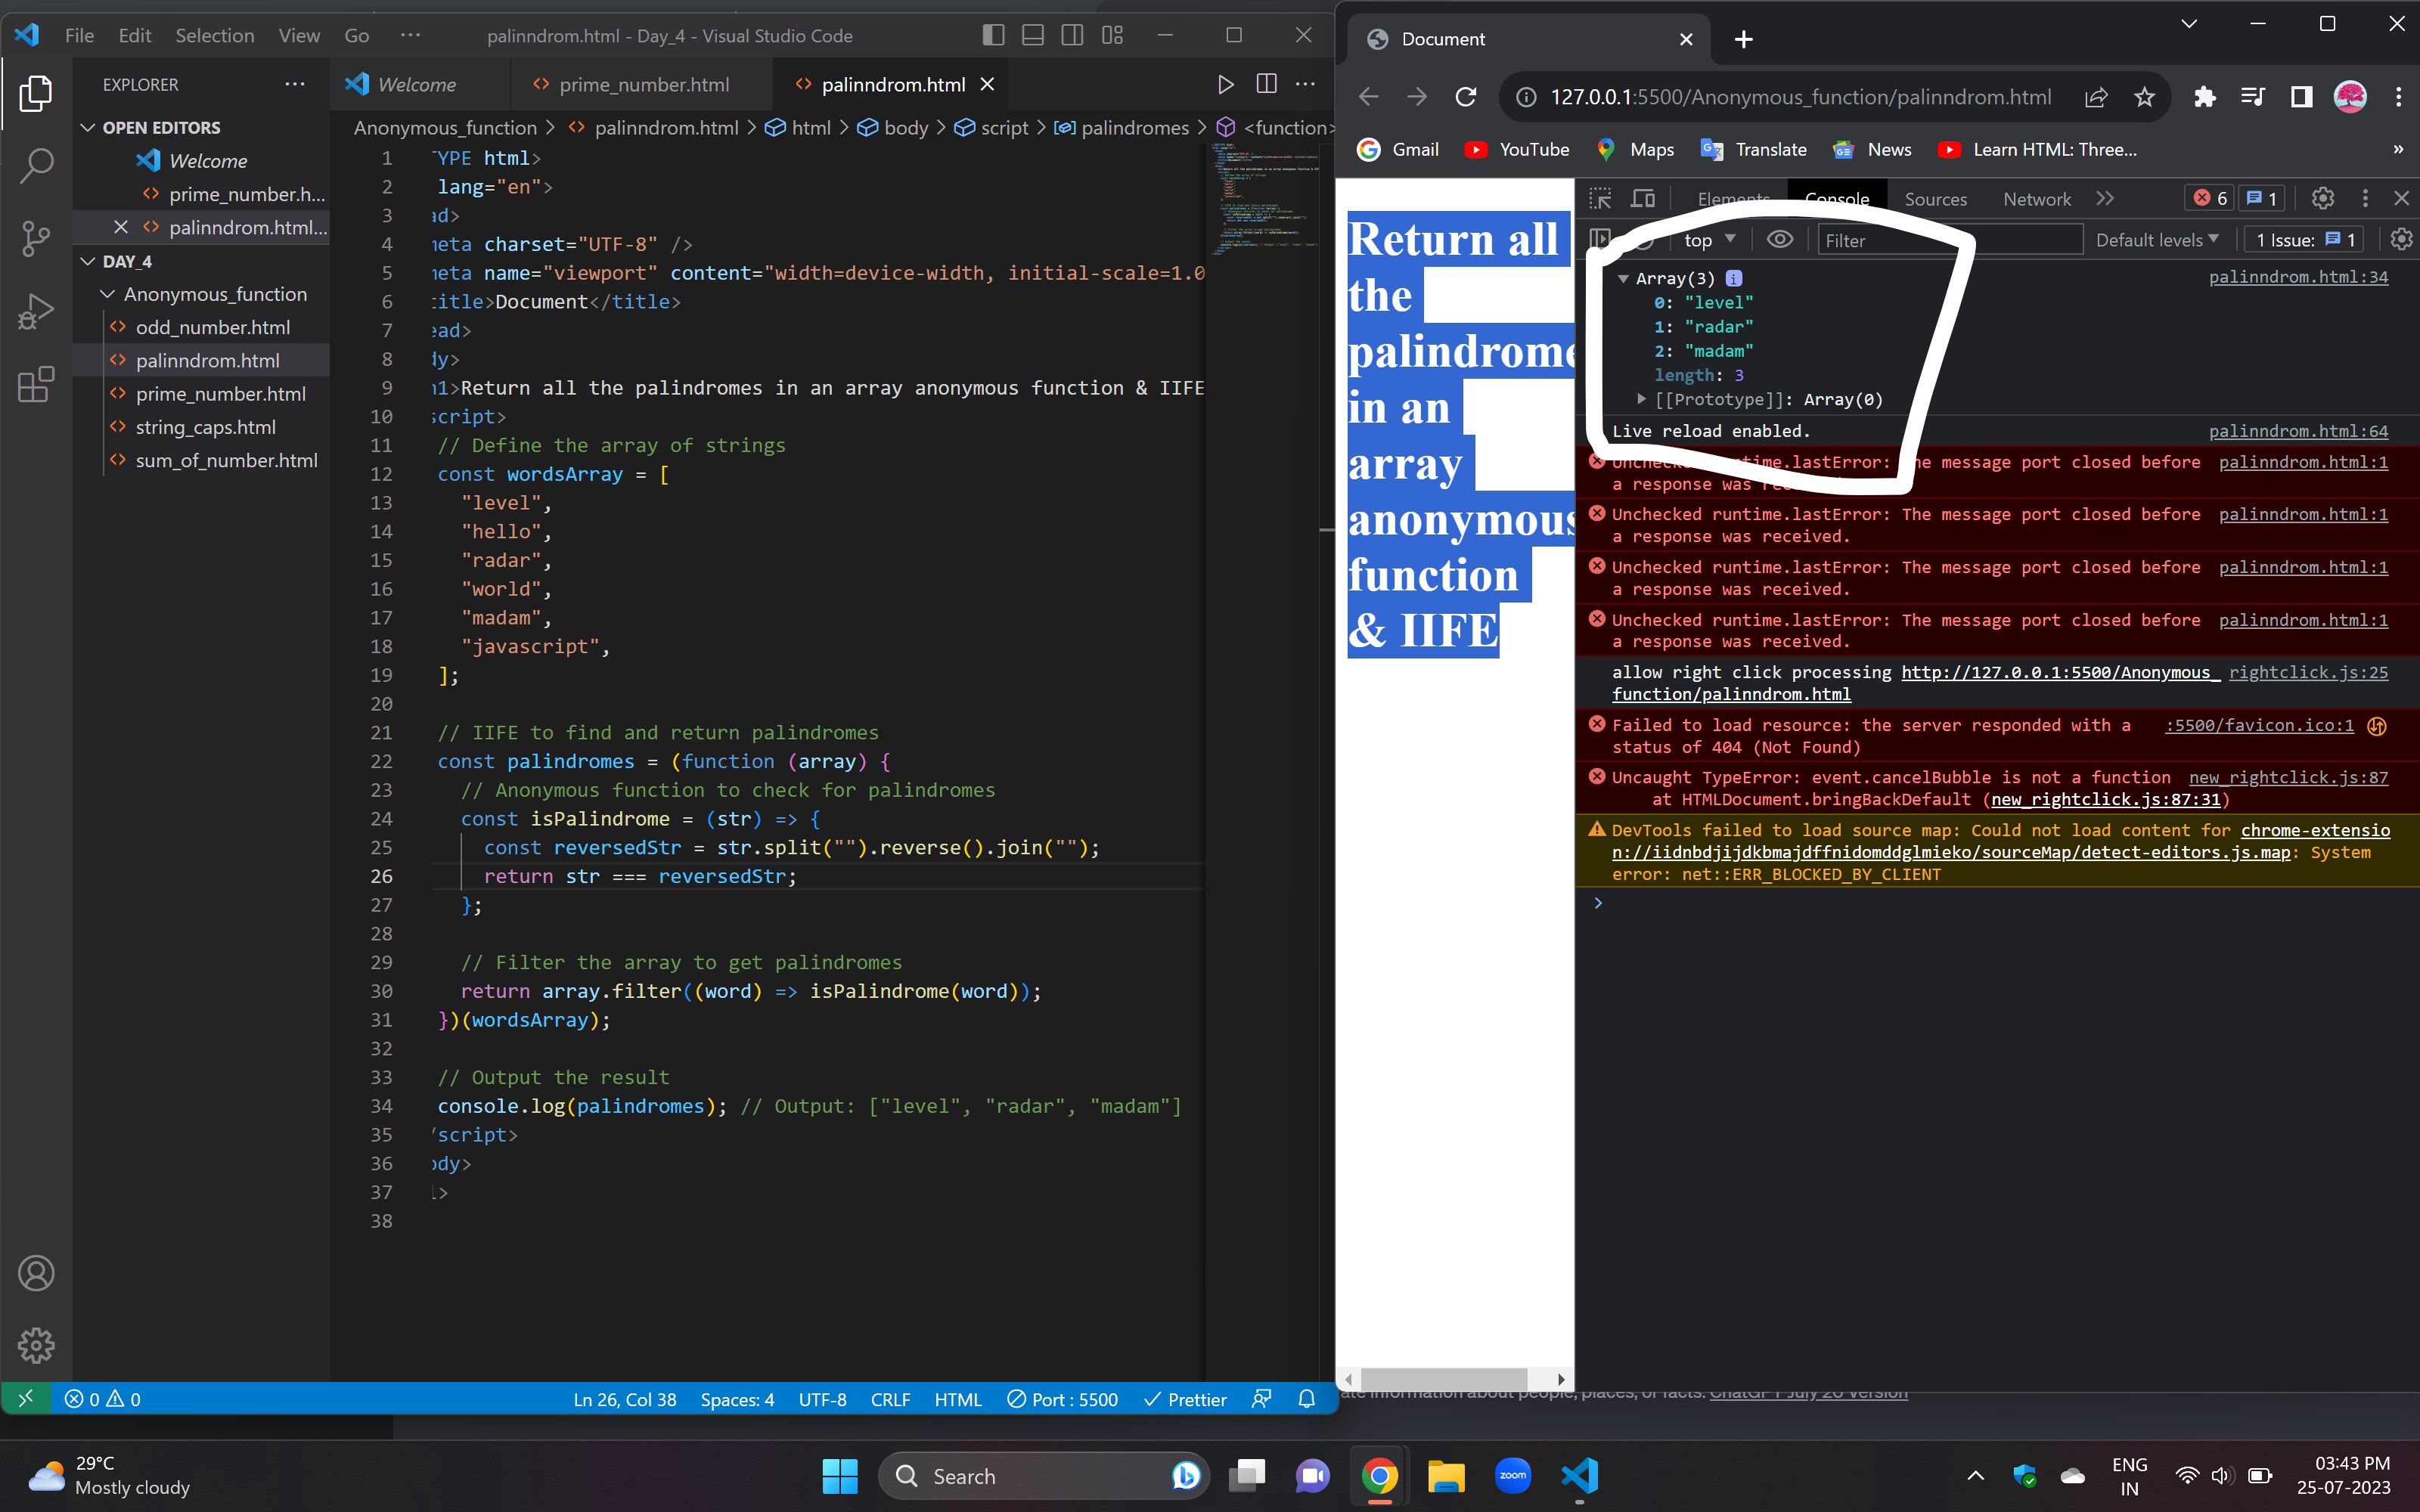 File Edit Selection View Go ··· palinndrom.html - Day_4 - Visual Studio Code
EXPLORER ···
OPEN EDITORS
Welcome
prime_number.h...
palinndrom.html...
DAY_4
Anonymous_function
odd_number.html
palinndrom.html
prime_number.html
string_caps.html
sum_of_number.html
Welcome prime_number.html palinndrom.html
Anonymous_function > palinndrom.html > html > body > script > palindromes > <function>
1 YPE html>
2 lang="en">
3 ad>
4 meta charset="UTF-8" />
5 meta name="viewport" content="width=device-width, initial-scale=1.0
6 title>Document</title>
7 ead>
8 dy>
9 h1>Return all the palindromes in an array anonymous function & IIFE
10 script>
11 // Define the array of strings
12 const wordsArray = [
13 "level",
14 "hello",
15 "radar",
16 "world",
17 "madam",
18 "javascript",
19 ];
20
21 // IIFE to find and return palindromes
22 const palindromes = (function (array) {
23 // Anonymous function to check for palindromes
24 const isPalindrome = (str) => {
25 const reversedStr = str.split("").reverse().join("");
26 return str === reversedStr;
27 };
28
29 // Filter the array to get palindromes
30 return array.filter((word) => isPalindrome(word));
31 })(wordsArray);
32
33 // Output the result
34 console.log(palindromes); // Output: ["level", "radar", "madam"]
35 /script>
36 ody>
37 l>
38
0 0 Ln 26, Col 38 Spaces: 4 UTF-8 CRLF HTML Port : 5500 Prettier
Document
127.0.0.1:5500/Anonymous_function/palinndrom.html
Gmail YouTube Maps Translate News Learn HTML: Three... »
Return all
the
palindrome
in an
array
anonymous
function
& IIFE
Elements Console Sources Network 6 1
top Filter Default levels 1 Issue: 1
Array(3) palinndrom.html:34
0: "level"
1: "radar"
2: "madam"
length: 3
[[Prototype]]: Array(0)
Live reload enabled. palinndrom.html:64
Unchecked runtime.lastError: The message port closed before palinndrom.html:1
a response was received.
Unchecked runtime.lastError: The message port closed before palinndrom.html:1
a response was received.
Unchecked runtime.lastError: The message port closed before palinndrom.html:1
a response was received.
Unchecked runtime.lastError: The message port closed before palinndrom.html:1
a response was received.
allow right click processing http://127.0.0.1:5500/Anonymous_ rightclick.js:25
function/palinndrom.html
Failed to load resource: the server responded with a :5500/favicon.ico:1
status of 404 (Not Found)
Uncaught TypeError: event.cancelBubble is not a function new_rightclick.js:87
at HTMLDocument.bringBackDefault (new_rightclick.js:87:31)
DevTools failed to load source map: Could not load content for chrome-extensio
n://iidnbdjijdkbmajdffnidomddglmieko/sourceMap/detect-editors.js.map: System
error: net::ERR_BLOCKED_BY_CLIENT
ate information about people, places, or facts. ChatGPT July 20 Version
29°C
Mostly cloudy
Search
zoom
ENG
IN
03:43 PM
25-07-2023